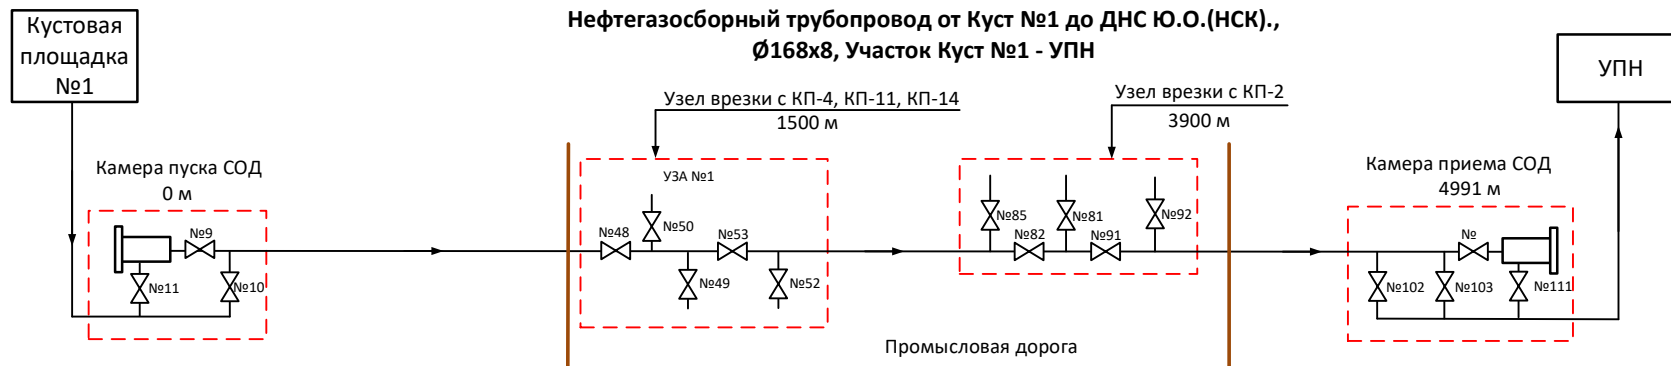 Нефтегазосборный трубопровод от Куст №1 до ДНС Ю.О.(НСК).,
Ø168х8, Участок Куст №1 - УПН
Кустовая
площадка
№1
УПН
Узел врезки с КП-4, КП-11, КП-14
1500 м
Узел врезки с КП-2
3900 м
Камера пуска СОД
0 м
Камера приема СОД
4991 м
УЗА №1
№9
№11
№10
№48
№50
№53
№49
№52
№85
№81
№92
№82
№91
№
№102
№103
№111
Промысловая дорога